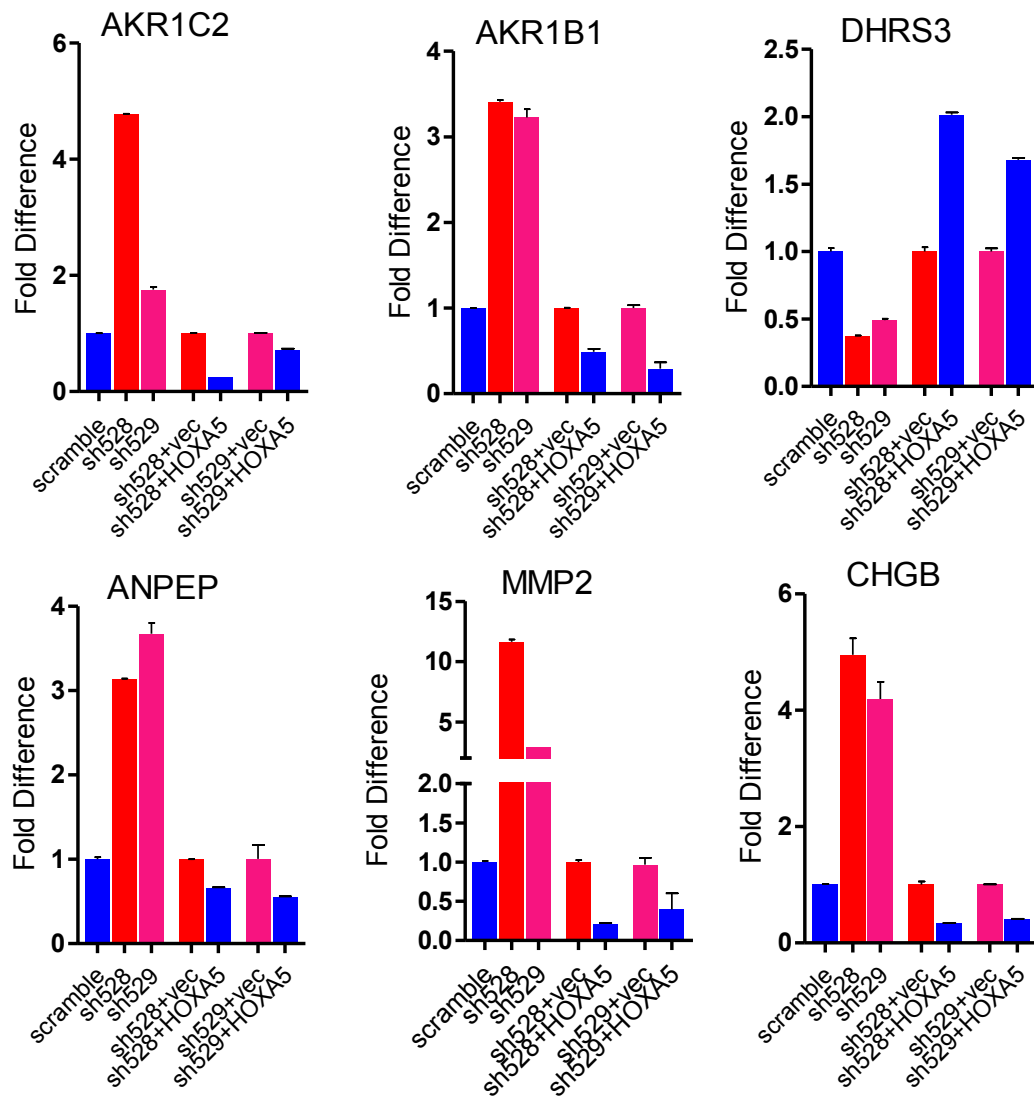 AKR1C2
Fold Difference
6
4
2
0
scramble
sh528
sh529
sh528+vec
sh528+HOXA5
sh529+vec
sh529+HOXA5
AKR1B1
Fold Difference
4
3
2
1
0
scramble
sh528
sh529
sh528+vec
sh528+HOXA5
sh529+vec
sh529+HOXA5
DHRS3
Fold Difference
2.5
2.0
1.5
1.0
0.5
0.0
scramble
sh528
sh529
sh528+vec
sh528+HOXA5
sh529+vec
sh529+HOXA5
ANPEP
Fold Difference
4
3
2
1
0
scramble
sh528
sh529
sh528+vec
sh528+HOXA5
sh529+vec
sh529+HOXA5
MMP2
Fold Difference
15
10
5
2.0
1.5
1.0
0.5
0.0
scramble
sh528
sh529
sh528+vec
sh528+HOXA5
sh529+vec
sh529+HOXA5
CHGB
Fold Difference
6
4
2
0
scramble
sh528
sh529
sh528+vec
sh528+HOXA5
sh529+vec
sh529+HOXA5